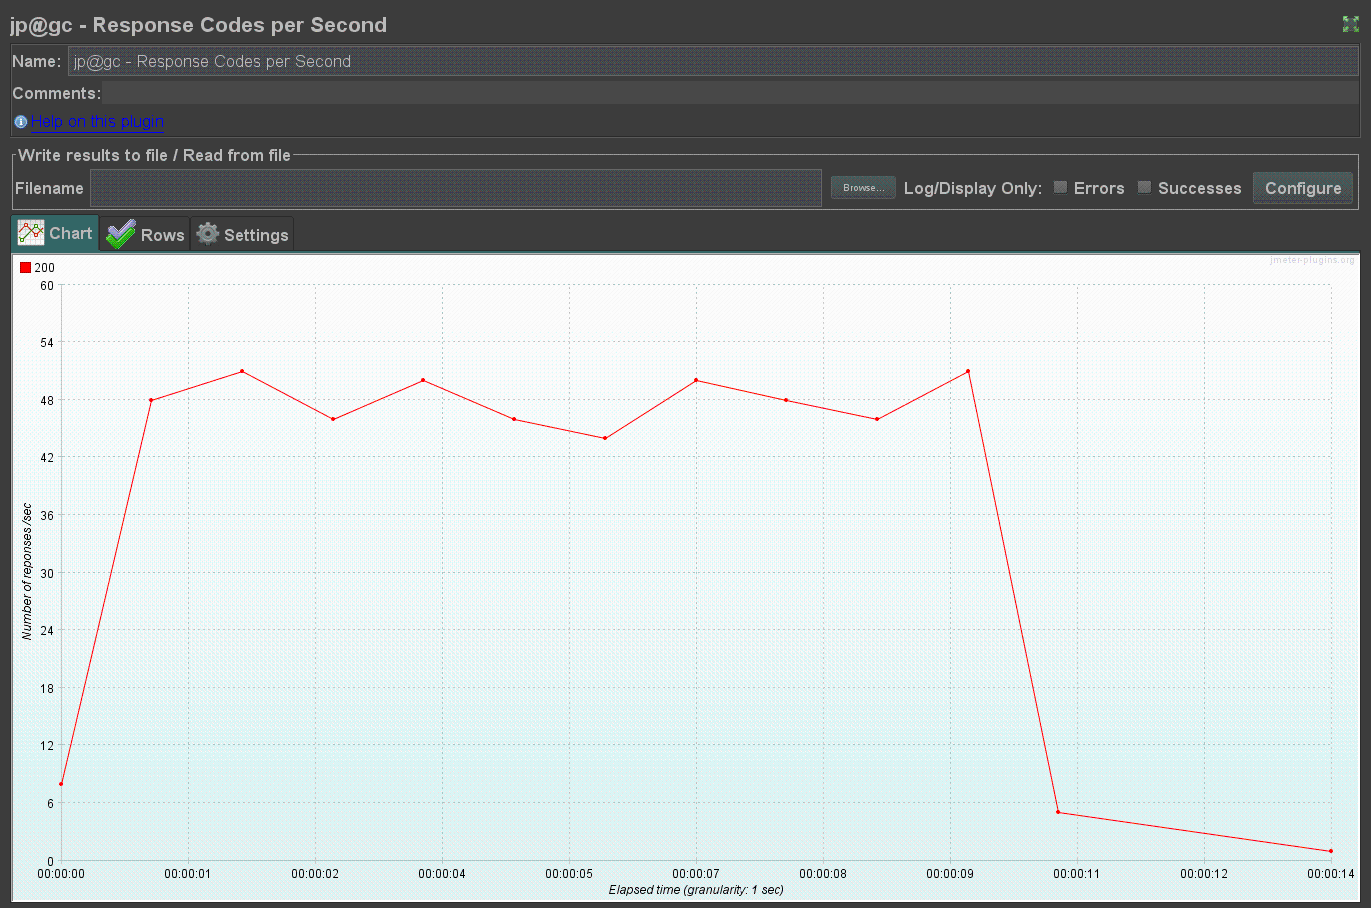 jp@gc - Response Codes per Second
Name: jp@gc - Response Codes per Second
Comments:
Help on this plugin
Write results to file / Read from file
Filename Browse... Log/Display Only: Errors Successes Configure
Chart Rows Settings
200 jmeter-plugins.org
60
54
48
42
36
30
24
18
12
6
0
Number of reponses /sec
00:00:00 00:00:01 00:00:02 00:00:04 00:00:05 00:00:07 00:00:08 00:00:09 00:00:11 00:00:12 00:00:14
Elapsed time (granularity: 1 sec)